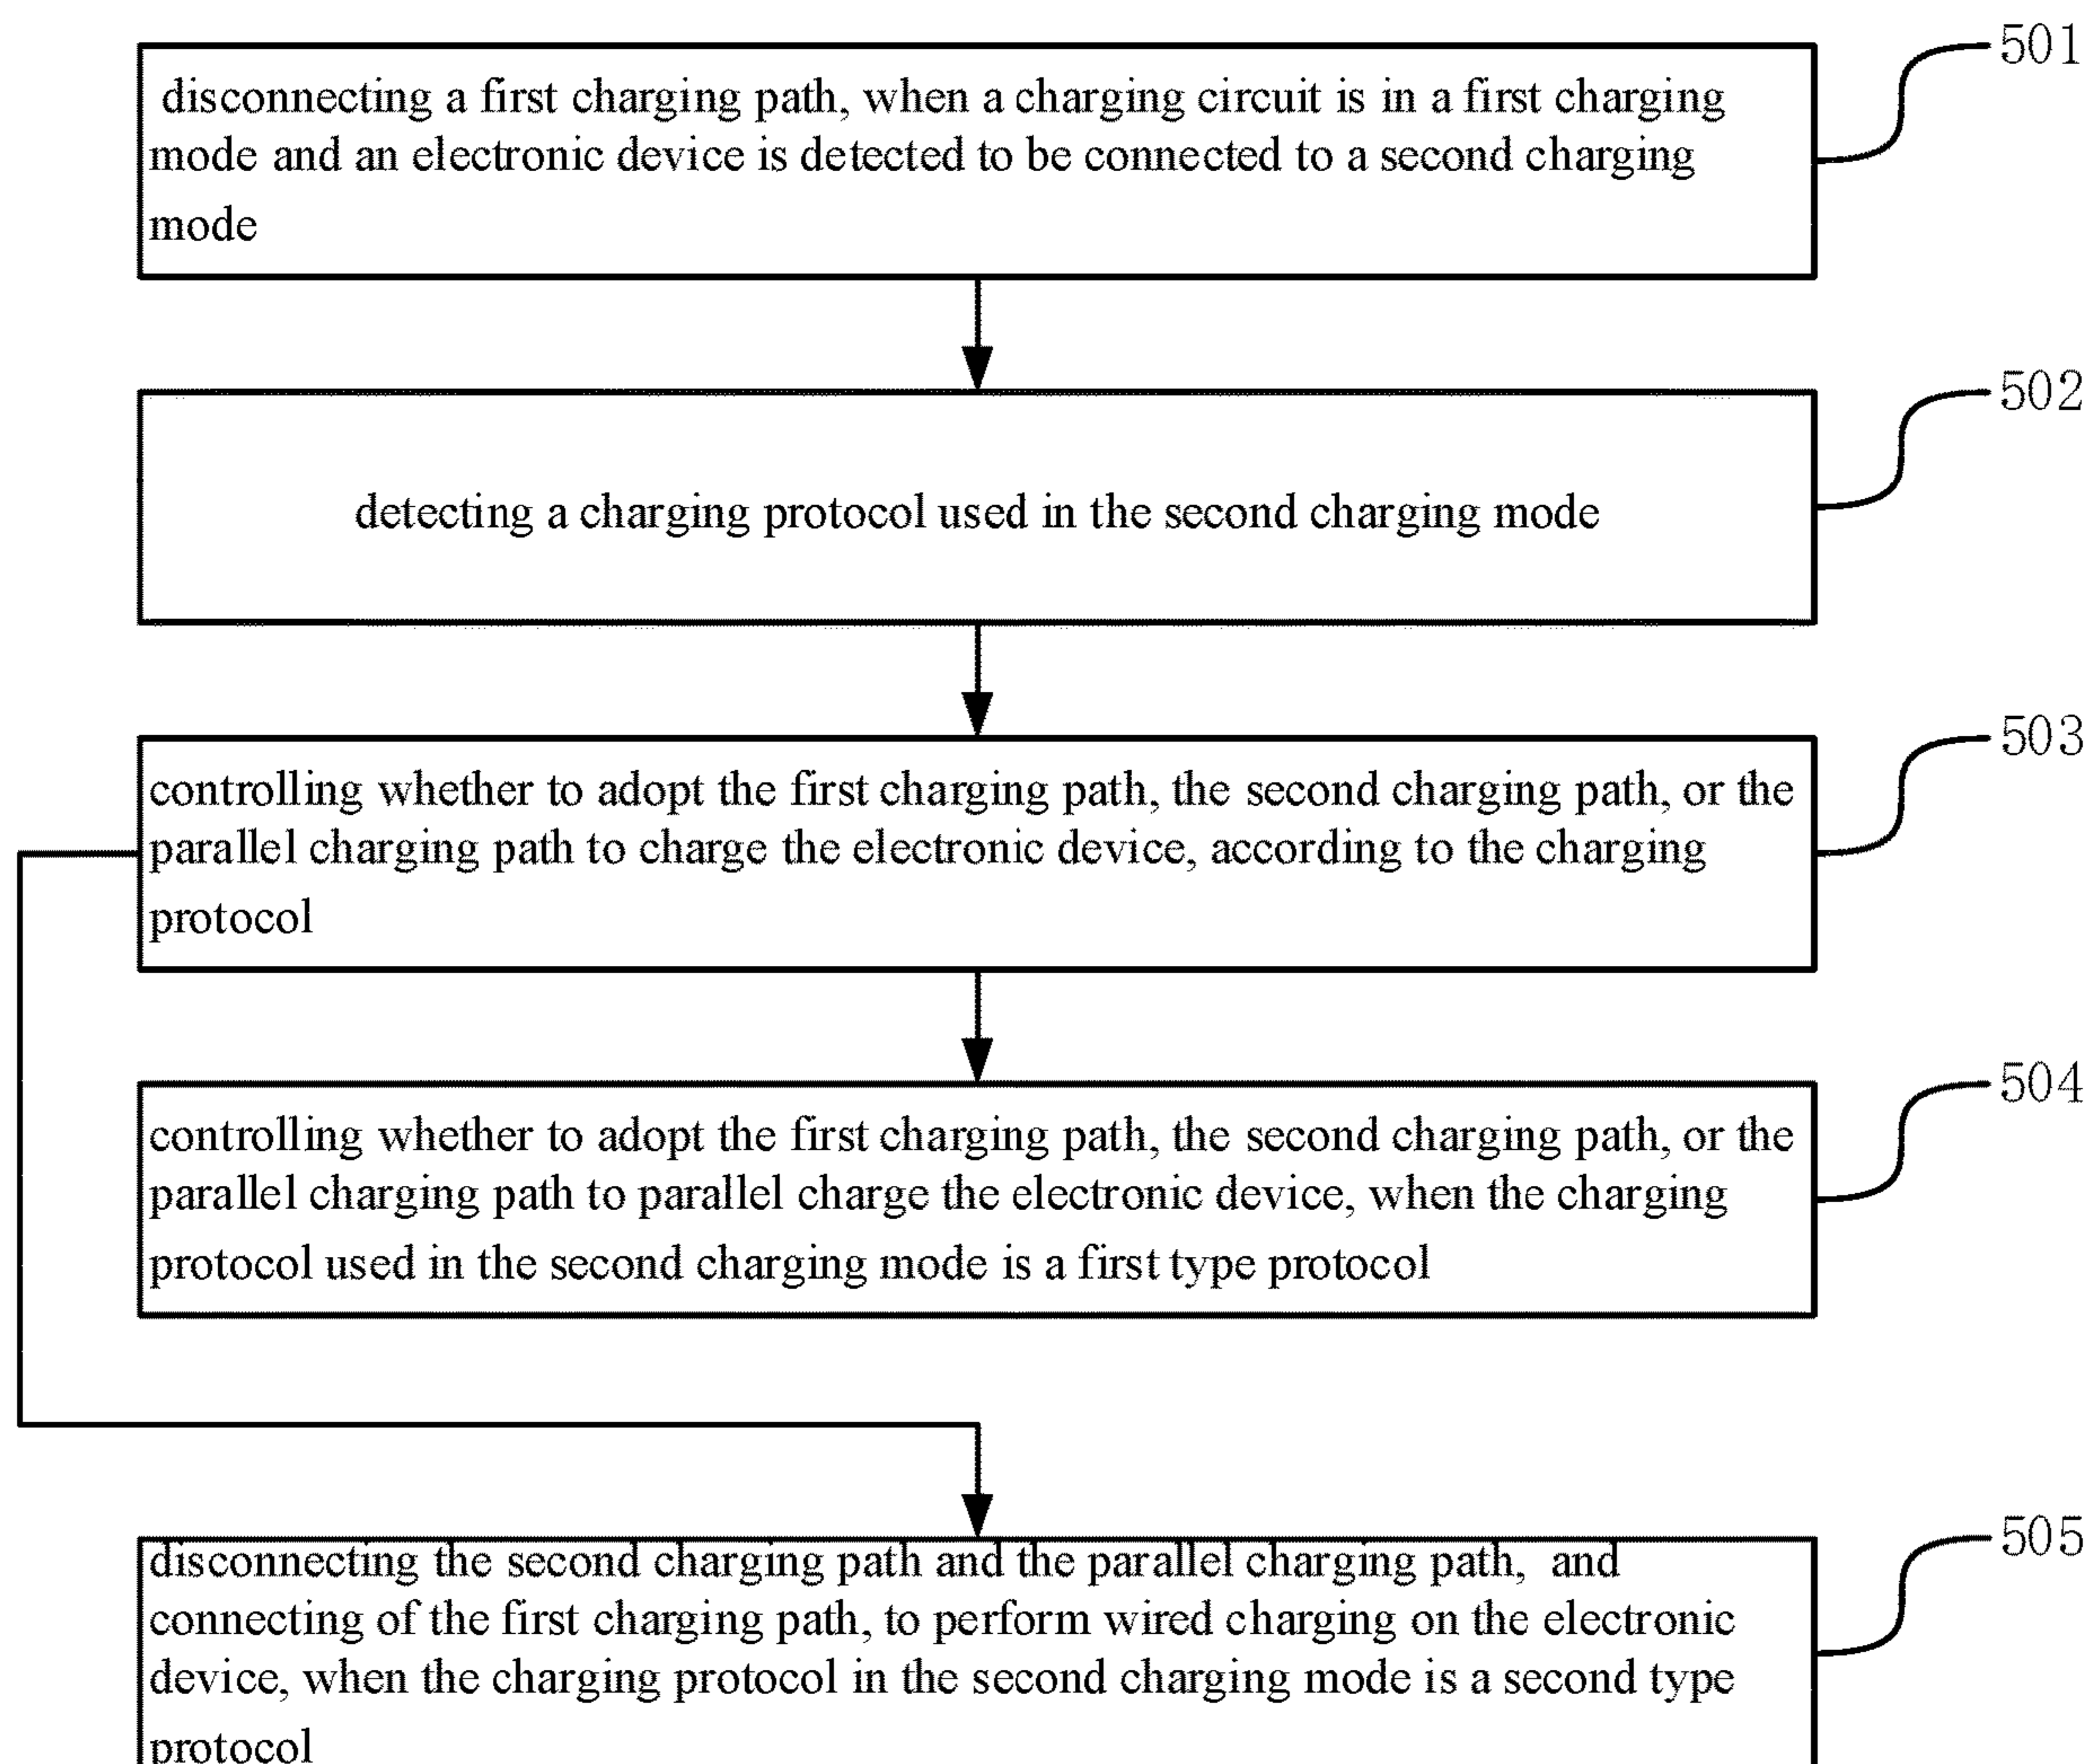 501
disconnecting a first charging path, when a charging circuit is in a first charging
mode and an electronic device is detected to be connected to a second charging
mode
502
detecting a charging protocol used in the second charging mode
503
controlling whether to adopt the first charging path, the second charging path, or the
parallel charging path to charge the electronic device, according to the charging
protocol
504
controlling whether to adopt the first charging path, the second charging path, or the
parallel charging path to parallel charge the electronic device, when the charging
protocol used in the second charging mode is a first type protocol
505
disconnecting the second charging path and the parallel charging path, and
connecting of the first charging path, to perform wired charging on the electronic
device, when the charging protocol in the second charging mode is a second type
protocol